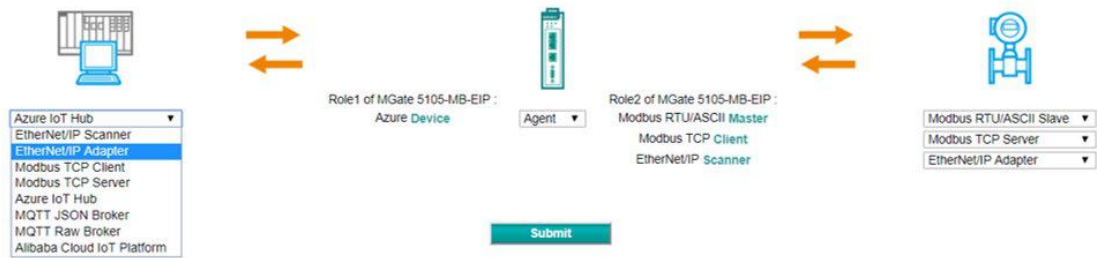 Role1 of MGate 5105-MB-EIP :
Role2 of MGate 5105-MB-EIP :
Azure IoT Hub
Azure Device
Agent
Modbus RTU/ASCII Master
Modbus RTU/ASCII Slave
EtherNet/IP Scanner
Modbus TCP Client
Modbus TCP Server
EtherNet/IP Adapter
EtherNet/IP Scanner
EtherNet/IP Adapter
Modbus TCP Client
Modbus TCP Server
Azure IoT Hub
MQTT JSON Broker
MQTT Raw Broker
Alibaba Cloud IoT Platform
Submit